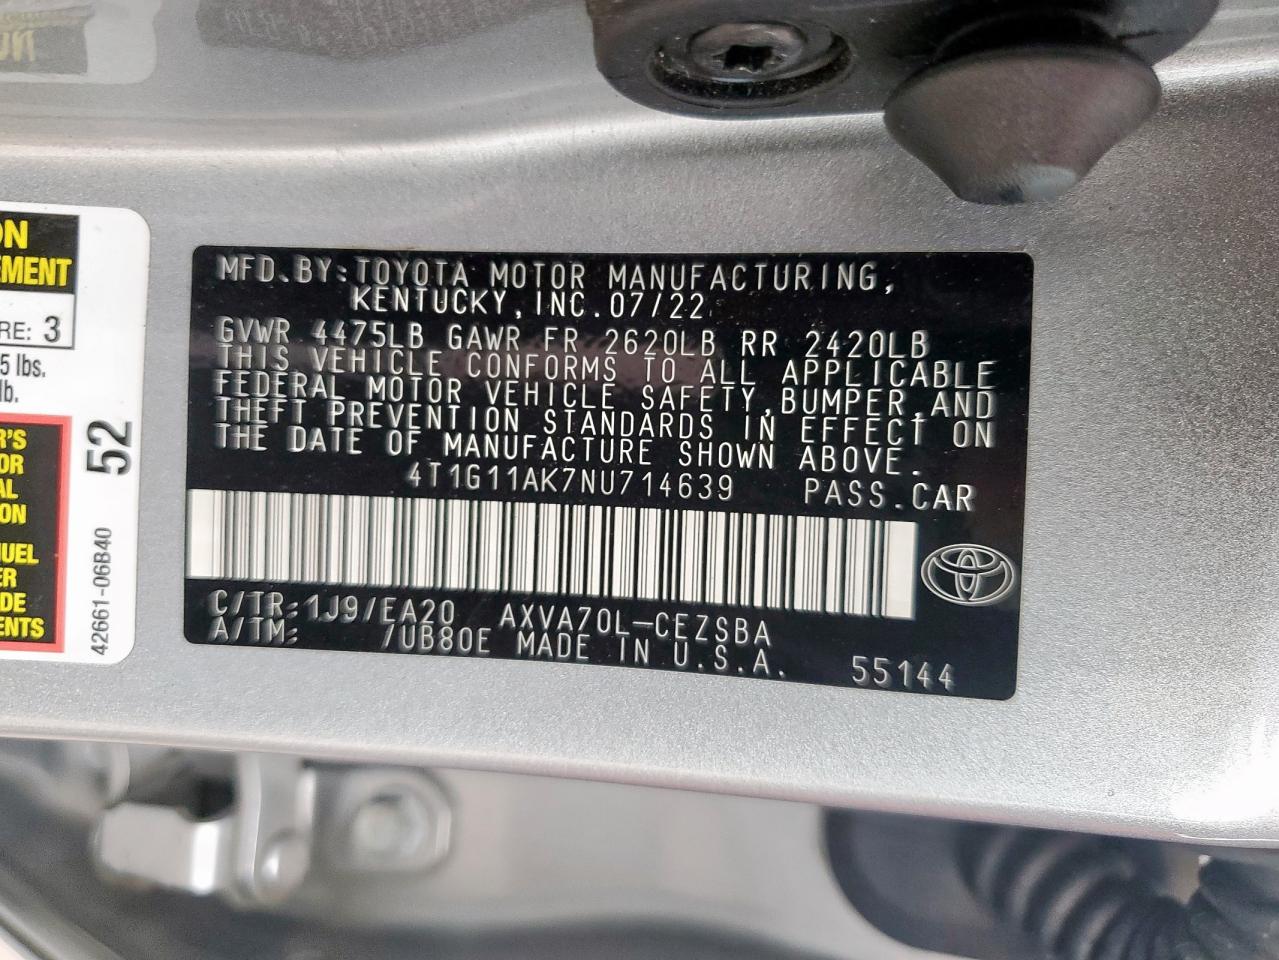 ON
EMENT
RE: 3
5 lbs.
lb.
R'S
OR
AL
ON
UEL
ER
DE
ENTS
52
42661-06B40
MFD.BY:TOYOTA MOTOR MANUFACTURING,
KENTUCKY,INC.07/22
GVWR 4475LB GAWR FR 2620LB RR 2420LB
THIS VEHICLE CONFORMS TO ALL APPLICABLE
FEDERAL MOTOR VEHICLE SAFETY,BUMPER,AND
THEFT PREVENTION STANDARDS IN EFFECT ON
THE DATE OF MANUFACTURE SHOWN ABOVE.
4T1G11AK7NU714639 PASS.CAR
C/TR:1J9/EA20 AXVA70L-CEZSBA
A/TM: /UB80E MADE IN U.S.A. 55144